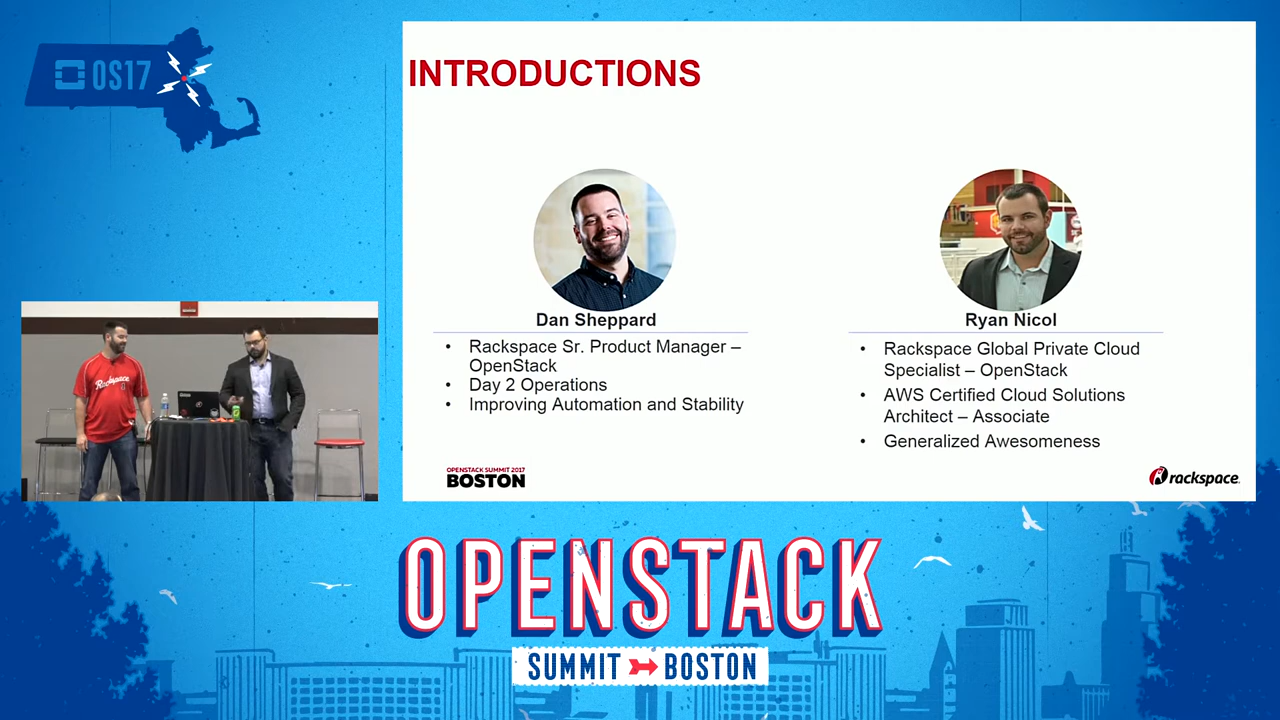 OS17
INTRODUCTIONS
Dan Sheppard
• Rackspace Sr. Product Manager –
OpenStack
• Day 2 Operations
• Improving Automation and Stability
Ryan Nicol
• Rackspace Global Private Cloud
Specialist – OpenStack
• AWS Certified Cloud Solutions
Architect – Associate
• Generalized Awesomeness
Rackspace
OPENSTACK SUMMIT 2017
BOSTON
rackspace
OPENSTACK
SUMMIT BOSTON